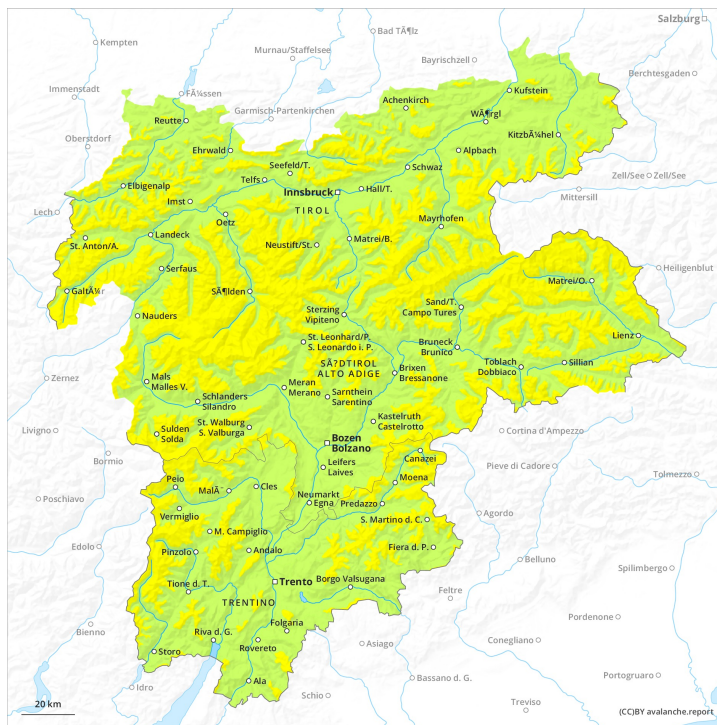 Salzburg
Kempten
Bad TÃ¶lz
Murnau/Staffelsee
Bayrischzell
Berchtesgaden
Immenstadt
FÃ¼ssen
Kufstein
Achenkirch
Garmisch-Partenkirchen
Reutte
WÃ¶rgl
Oberstdorf
KitzbÃ¼hel
Ehrwald
Alpbach
Seefeld/T.
Schwaz
Telfs
Zell/See
Zell/See
Elbigenalp
Innsbruck
Hall/T.
Mittersill
Imst
Lech
TIROL
Oetz
Mayrhofen
St. Anton/A.
Landeck
Neustift/St.
Matrei/B.
Serfaus
Heiligenblut
Matrei/O.
GaltÃ¼r
SÃ¶lden
Sand/T.
Campo Tures
Sterzing
Vipiteno
Nauders
Lienz
St. Leonhard/P.
S. Leonardo i. P.
Bruneck
Brunico
Toblach
Dobbiaco
Sillian
SÃ?DTIROL
ALTO ADIGE
Brixen
Bressanone
Zernez
Mals
Malles V.
Meran
Merano
Sarnthein
Sarentino
Schlanders
Silandro
St. Walburg
S. Valburga
Kastelruth
Castelrotto
Livigno
Sulden
Solda
Cortina d'Ampezzo
Bozen
Bolzano
Bormio
Canazei
Leifers
Laives
Pieve di Cadore
Peio
Tolmezzo
Moena
MalÃ¨
Cles
Poschiavo
Neumarkt
Egna
Predazzo
Vermiglio
Agordo
S. Martino d. C.
M. Campiglio
Edolo
Pinzolo
Andalo
Fiera d. P.
Belluno
Spilimbergo
Trento
Borgo Valsugana
Tione d. T.
Feltre
TRENTINO
Pordenone
Folgaria
Bienno
Riva d. G.
Rovereto
Asiago
Conegliano
Storo
Portogruaro
Bassano d. G.
Ala
Idro
Schio
Treviso
20 km
(CC)BY avalanche.report